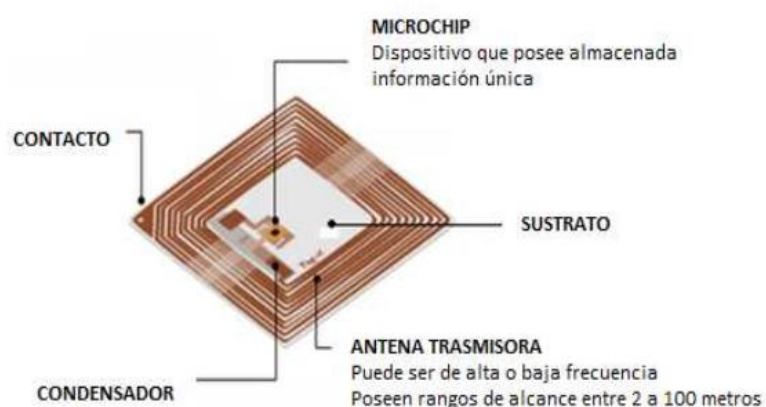 MICROCHIP
Dispositivo que posee almacenada
información única
CONTACTO
SUSTRATO
ANTENA TRASMISORA
Puede ser de alta o baja frecuencia
Poseen rangos de alcance entre 2 a 100 metros
CONDENSADOR